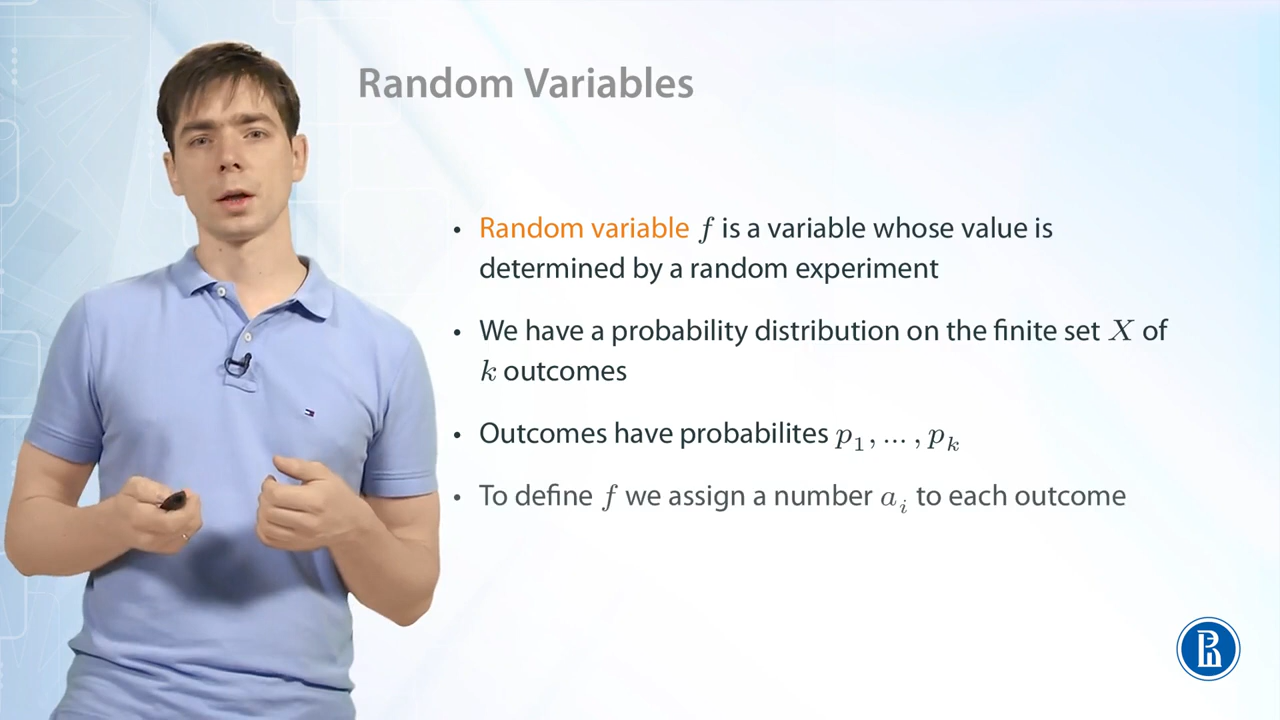 Random Variables
• Random variable f is a variable whose value is
determined by a random experiment
• We have a probability distribution on the finite set X of
k outcomes
• Outcomes have probabilites p₁, ... , pₖ
• To define f we assign a number aᵢ to each outcome